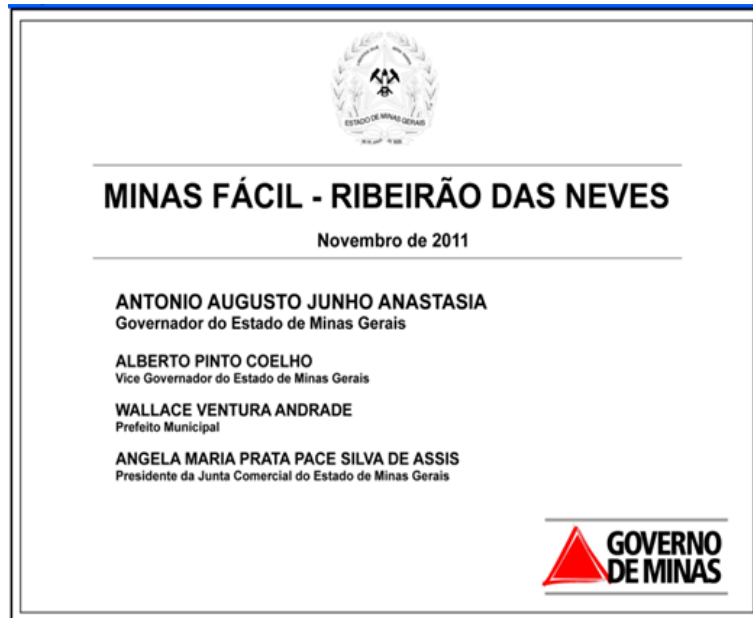 ESTADO DE MINAS GERAIS
MINAS FÁCIL - RIBEIRÃO DAS NEVES
Novembro de 2011
ANTONIO AUGUSTO JUNHO ANASTASIA
Governador do Estado de Minas Gerais
ALBERTO PINTO COELHO
Vice Governador do Estado de Minas Gerais
WALLACE VENTURA ANDRADE
Prefeito Municipal
ANGELA MARIA PRATA PACE SILVA DE ASSIS
Presidente da Junta Comercial do Estado de Minas Gerais
GOVERNO
DE MINAS